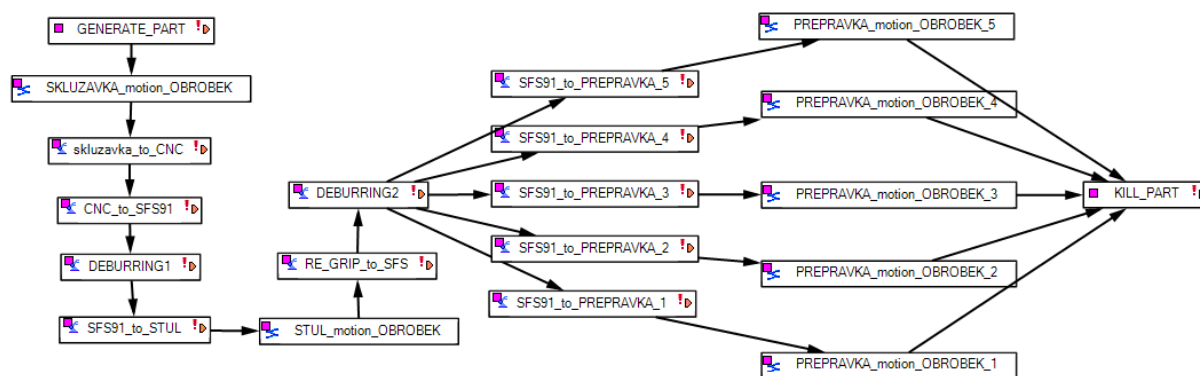 GENERATE_PART
SKLUZAVKA_motion_OBROBEK
skluzavka_to_CNC
CNC_to_SFS91
DEBURRING1
SFS91_to_STUL
STUL_motion_OBROBEK
RE_GRIP_to_SFS
DEBURRING2
SFS91_to_PREPRAVKA_5
SFS91_to_PREPRAVKA_4
SFS91_to_PREPRAVKA_3
SFS91_to_PREPRAVKA_2
SFS91_to_PREPRAVKA_1
PREPRAVKA_motion_OBROBEK_5
PREPRAVKA_motion_OBROBEK_4
PREPRAVKA_motion_OBROBEK_3
PREPRAVKA_motion_OBROBEK_2
PREPRAVKA_motion_OBROBEK_1
KILL_PART